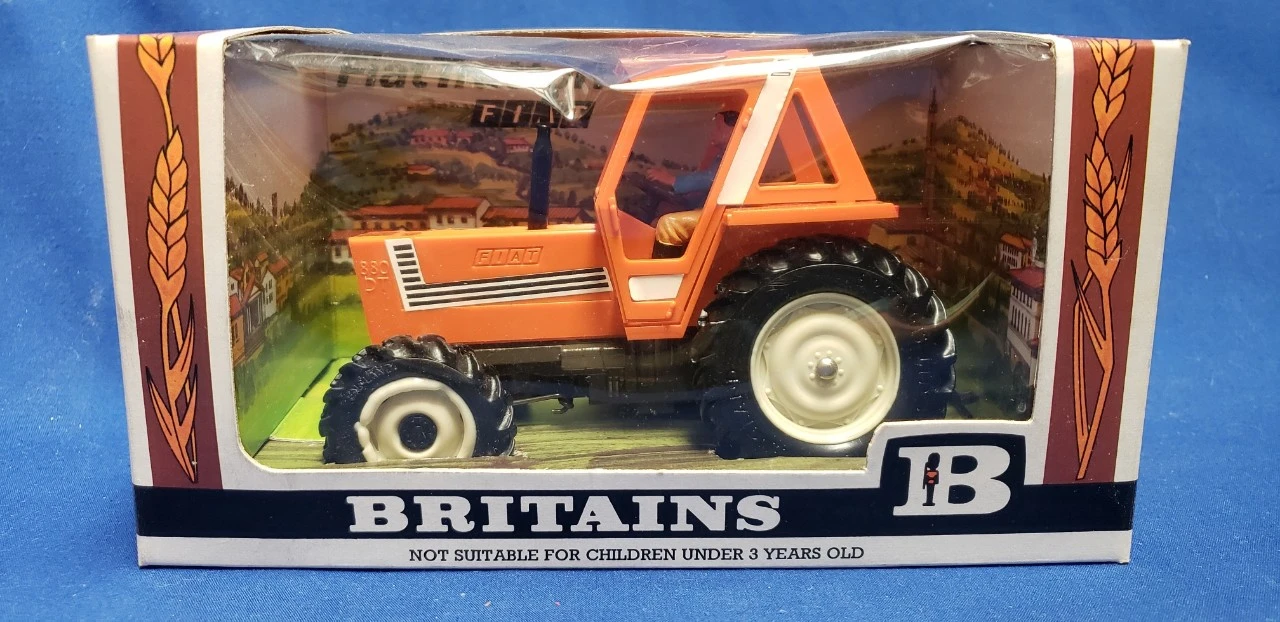 FIAT
FIAT
880
DT
BRITAINS
B
NOT SUITABLE FOR CHILDREN UNDER 3 YEARS OLD